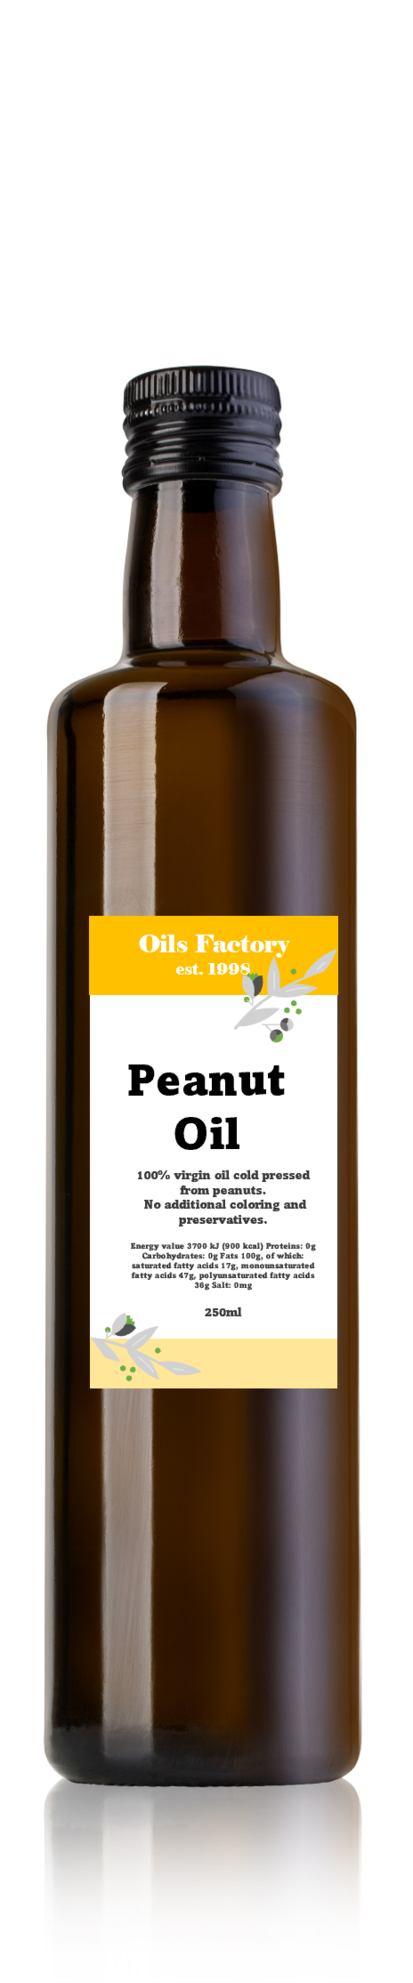 Oils Factory
est. 1998
Peanut
Oil
100% virgin oil cold pressed
from peanuts.
No additional coloring and
preservatives.
Energy value 3700 kJ (900 kcal) Proteins: 0g
Carbohydrates: 0g Fats 100g, of which:
saturated fatty acids 17g, monounsaturated
fatty acids 47g, polyunsaturated fatty acids
36g Salt: 0mg
250ml